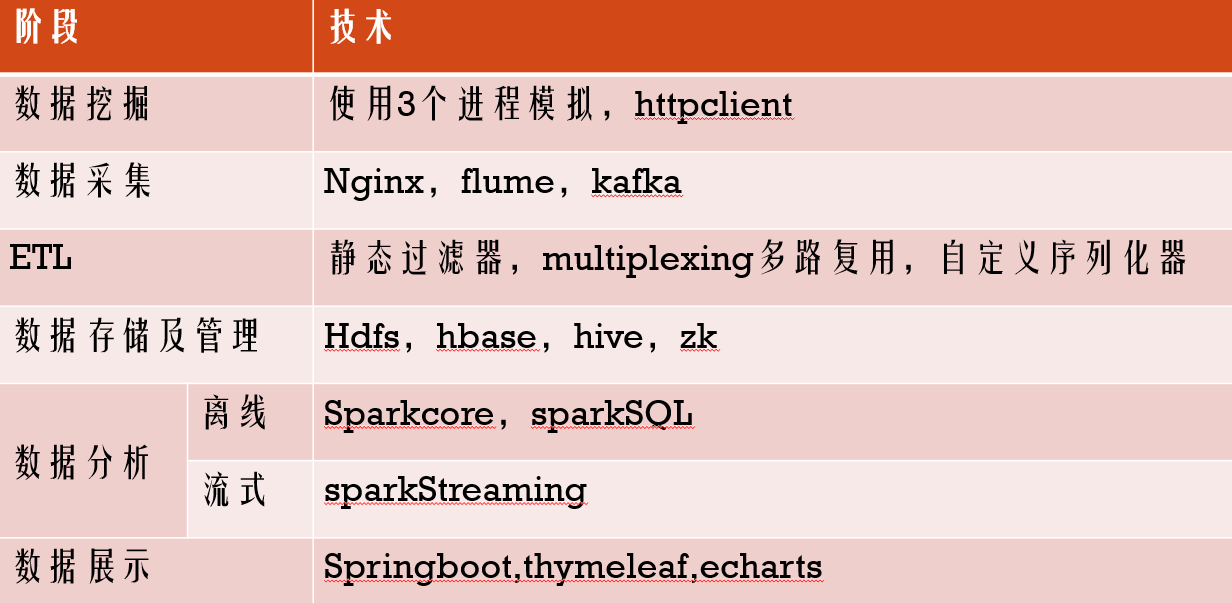 阶段 技术
数据挖掘 使用3个进程模拟，httpclient
数据采集 Nginx，flume，kafka
ETL 静态过滤器，multiplexing多路复用，自定义序列化器
数据存储及管理 Hdfs，hbase，hive，zk
数据分析 离线 Sparkcore，sparkSQL
流式 sparkStreaming
数据展示 Springboot,thymeleaf,echarts